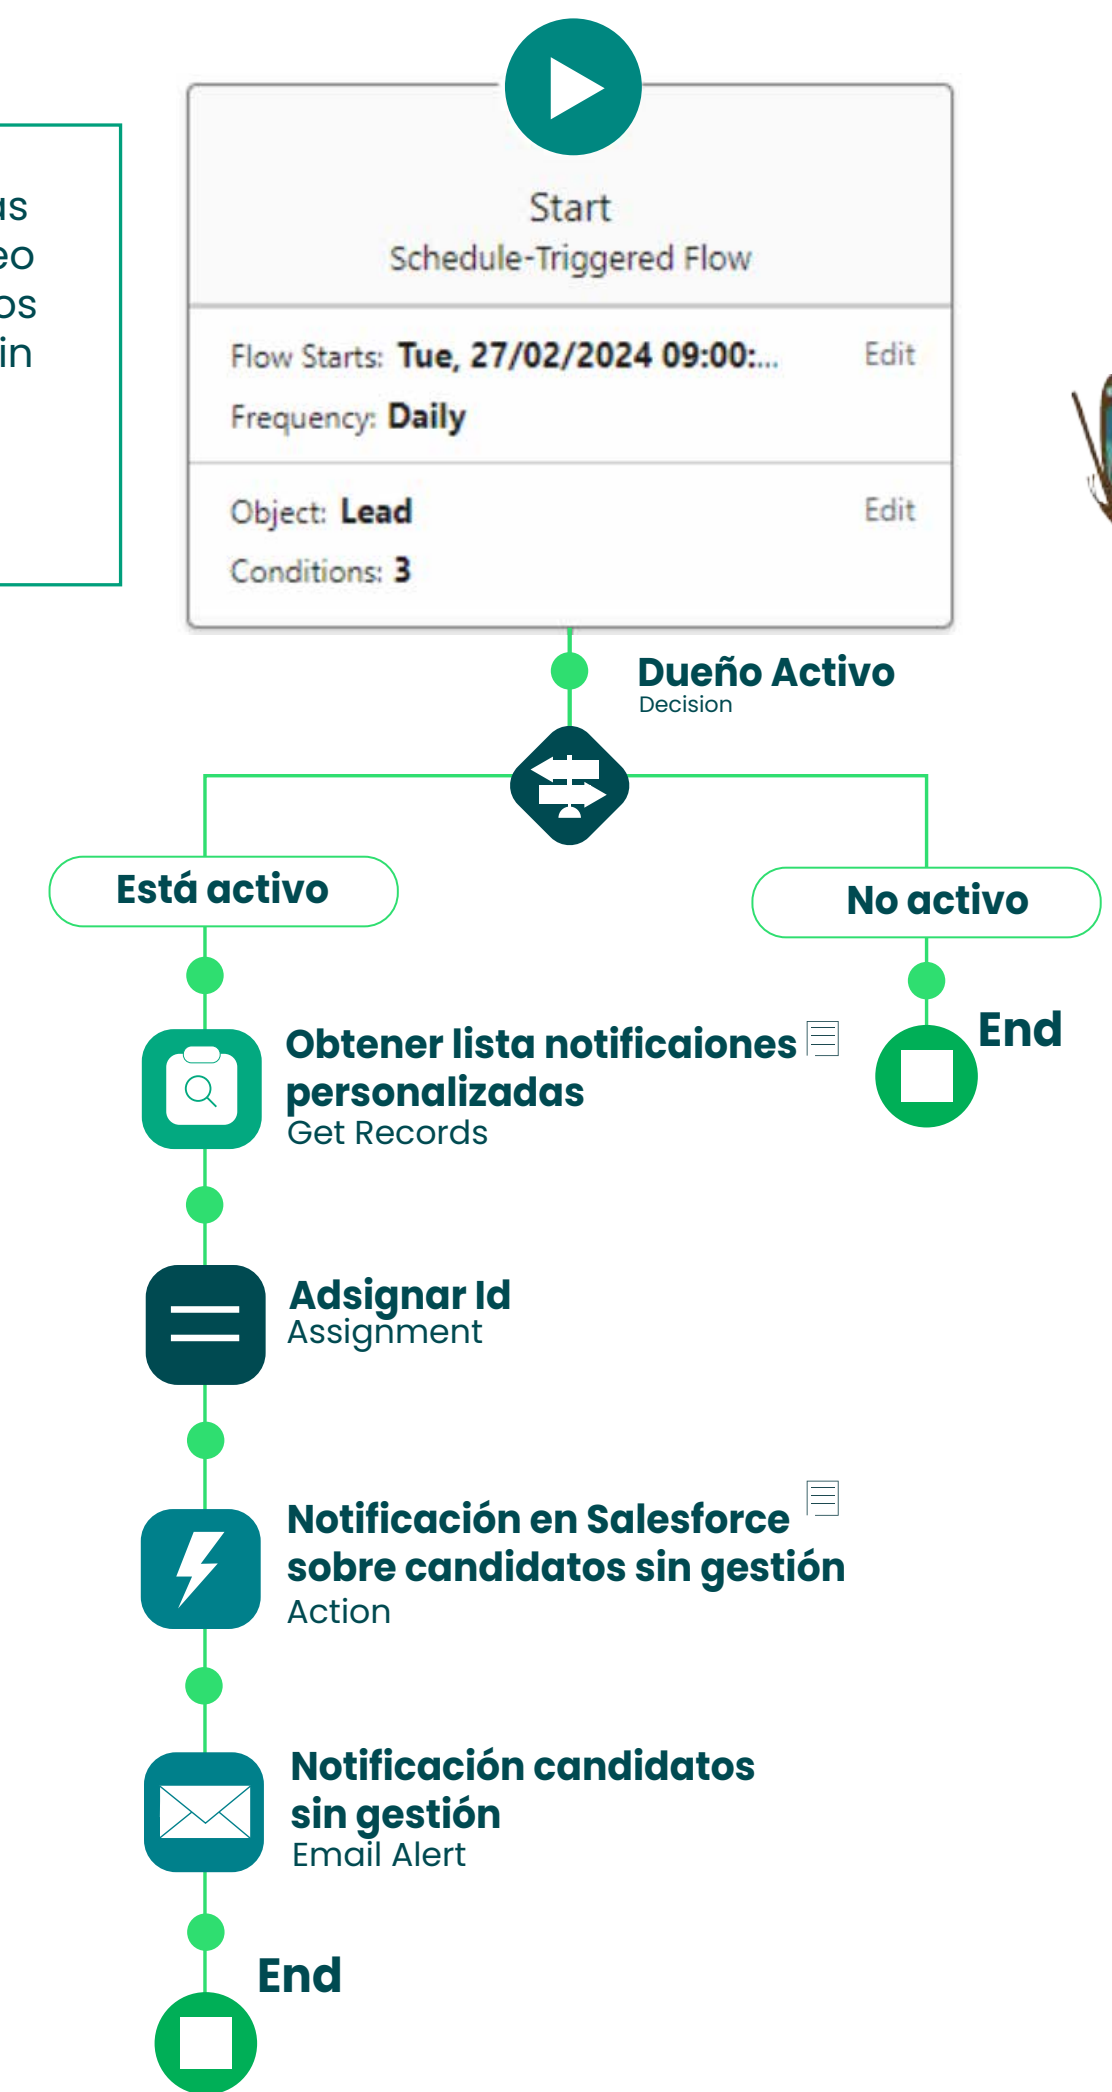 Start
Schedule-Triggered Flow
Flow Starts: Tue, 27/02/2024 09:00:... Edit
Frequency: Daily
Object: Lead Edit
Conditions: 3
Dueño Activo
Decision
Está activo
No activo
End
Obtener lista notificaiones
personalizadas
Get Records
Adsignar Id
Assignment
Notificación en Salesforce
sobre candidatos sin gestión
Action
Notificación candidatos
sin gestión
Email Alert
End